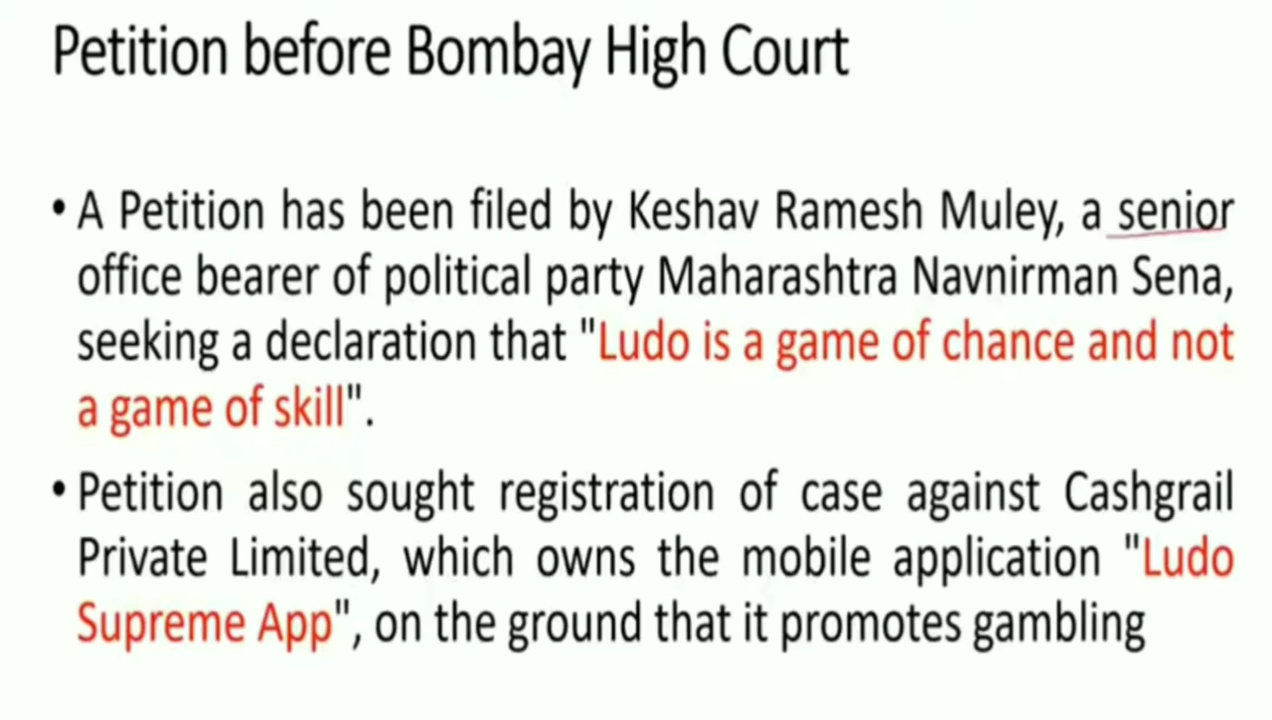 Petition before Bombay High Court
• A Petition has been filed by Keshav Ramesh Muley, a senior
office bearer of political party Maharashtra Navnirman Sena,
seeking a declaration that "Ludo is a game of chance and not
a game of skill".
• Petition also sought registration of case against Cashgrail
Private Limited, which owns the mobile application "Ludo
Supreme App", on the ground that it promotes gambling